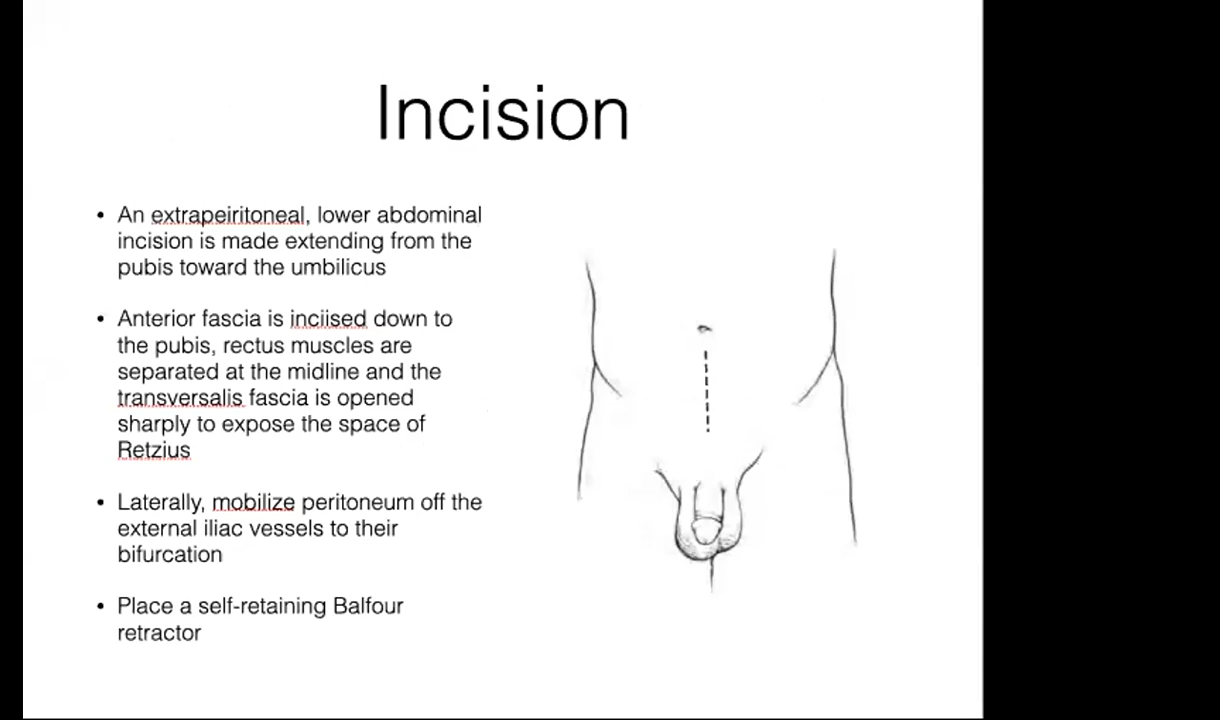 Incision
• An extrapeiritoneal, lower abdominal
incision is made extending from the
pubis toward the umbilicus
• Anterior fascia is inciised down to
the pubis, rectus muscles are
separated at the midline and the
transversalis fascia is opened
sharply to expose the space of
Retzius
• Laterally, mobilize peritoneum off the
external iliac vessels to their
bifurcation
• Place a self-retaining Balfour
retractor